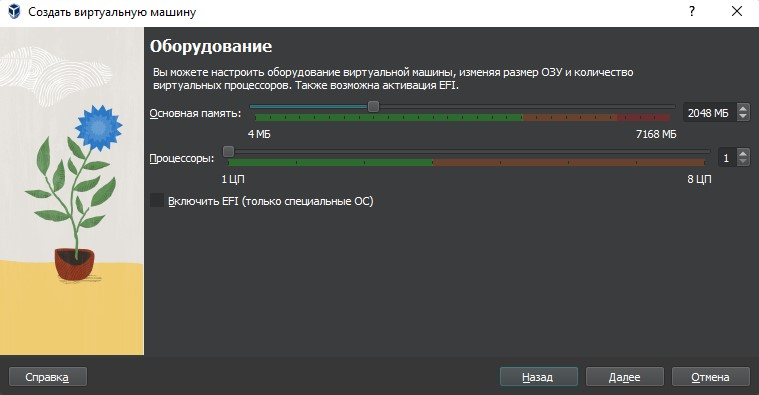 Создать виртуальную машину
Оборудование
Вы можете настроить оборудование виртуальной машины, изменяя размер ОЗУ и количество
виртуальных процессоров. Также возможна активация EFI.
Основная память:
2048 МБ
4 МБ
7168 МБ
Процессоры:
1
1 ЦП
8 ЦП
Включить EFI (только специальные ОС)
Справка
Назад
Далее
Отмена